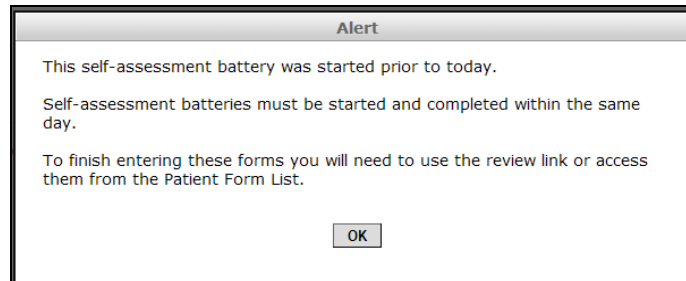 Alert
This self-assessment battery was started prior to today.
Self-assessment batteries must be started and completed within the same
day.
To finish entering these forms you will need to use the review link or access
them from the Patient Form List.
OK